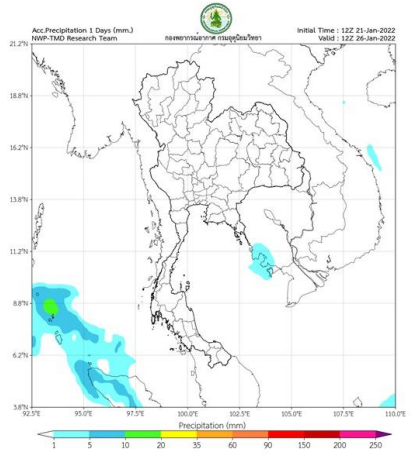 Acc.Precipitation 1 Days (mm.)
NWP-TMD Research Team
กองพยากรณ์อากาศ กรมอุตุนิยมวิทยา
Initial Time : 12Z 21-Jan-2022
Valid : 12Z 26-Jan-2022
21.2°N
18.8°N
16.2°N
13.8°N
11.2°N
8.8°N
6.2°N
3.8°N
92.5°E 95.0°E 97.5°E 100.0°E 102.5°E 105.0°E 107.5°E 110.0°E
Precipitation (mm)
1 5 10 20 35 60 90 150 200 250